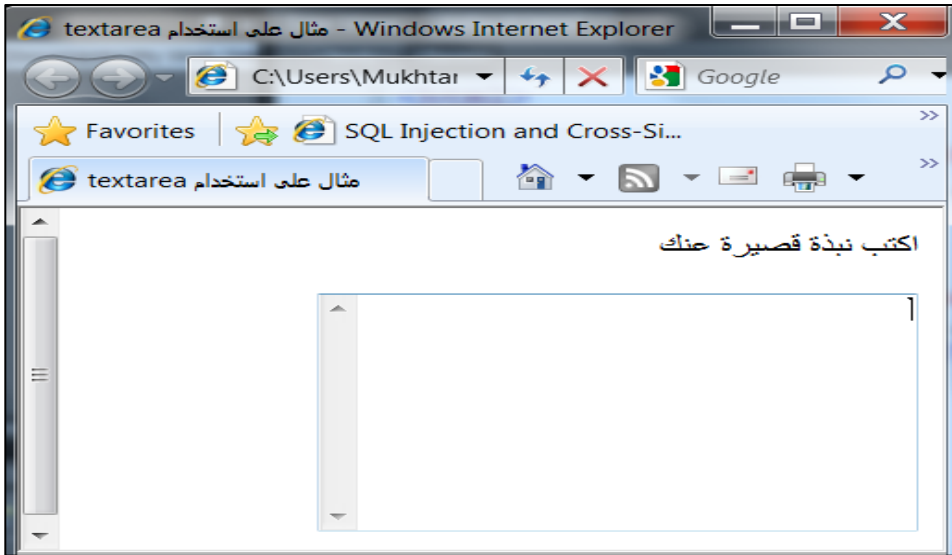 مثال على استخدام textarea - Windows Internet Explorer
C:\Users\Mukhtar
Google
Favorites
SQL Injection and Cross-Si...
مثال على استخدام textarea
اكتب نبذة قصيرة عنك